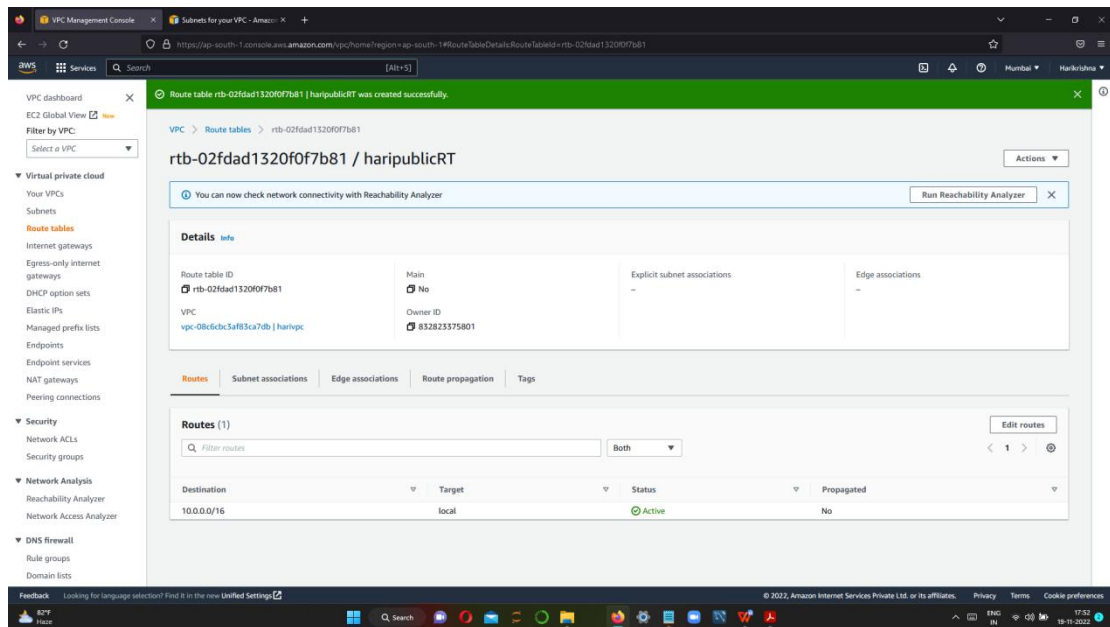 VPC Management Console
Subnets for your VPC - Amazon
https://ap-south-1.console.aws.amazon.com/vpc/home?region=ap-south-1#RouteTableDetails:RouteTableId=rtb-02fdad1320f0f7b81
aws
Services
Search
[Alt+S]
Mumbai
Harikrishna
VPC dashboard
EC2 Global View New
Filter by VPC:
Select a VPC
Virtual private cloud
Your VPCs
Subnets
Route tables
Internet gateways
Egress-only internet
gateways
DHCP option sets
Elastic IPs
Managed prefix lists
Endpoints
Endpoint services
NAT gateways
Peering connections
Security
Network ACLs
Security groups
Network Analysis
Reachability Analyzer
Network Access Analyzer
DNS firewall
Rule groups
Domain lists
Route table rtb-02fdad1320f0f7b81 | haripublicRT was created successfully.
VPC > Route tables > rtb-02fdad1320f0f7b81
rtb-02fdad1320f0f7b81 / haripublicRT
Actions
You can now check network connectivity with Reachability Analyzer
Run Reachability Analyzer
Details Info
Route table ID
rtb-02fdad1320f0f7b81
Main
No
Explicit subnet associations
–
Edge associations
–
VPC
vpc-08c6cbc3af83ca7db | harivpc
Owner ID
832823375801
Routes
Subnet associations
Edge associations
Route propagation
Tags
Routes (1)
Edit routes
Filter routes
Both
1
Destination Target Status Propagated
10.0.0.0/16 local Active No
Feedback Looking for language selection? Find it in the new Unified Settings
© 2022, Amazon Internet Services Private Ltd. or its affiliates. Privacy Terms Cookie preferences
82°F
Haze
Search
ENG
IN
17:52
19-11-2022